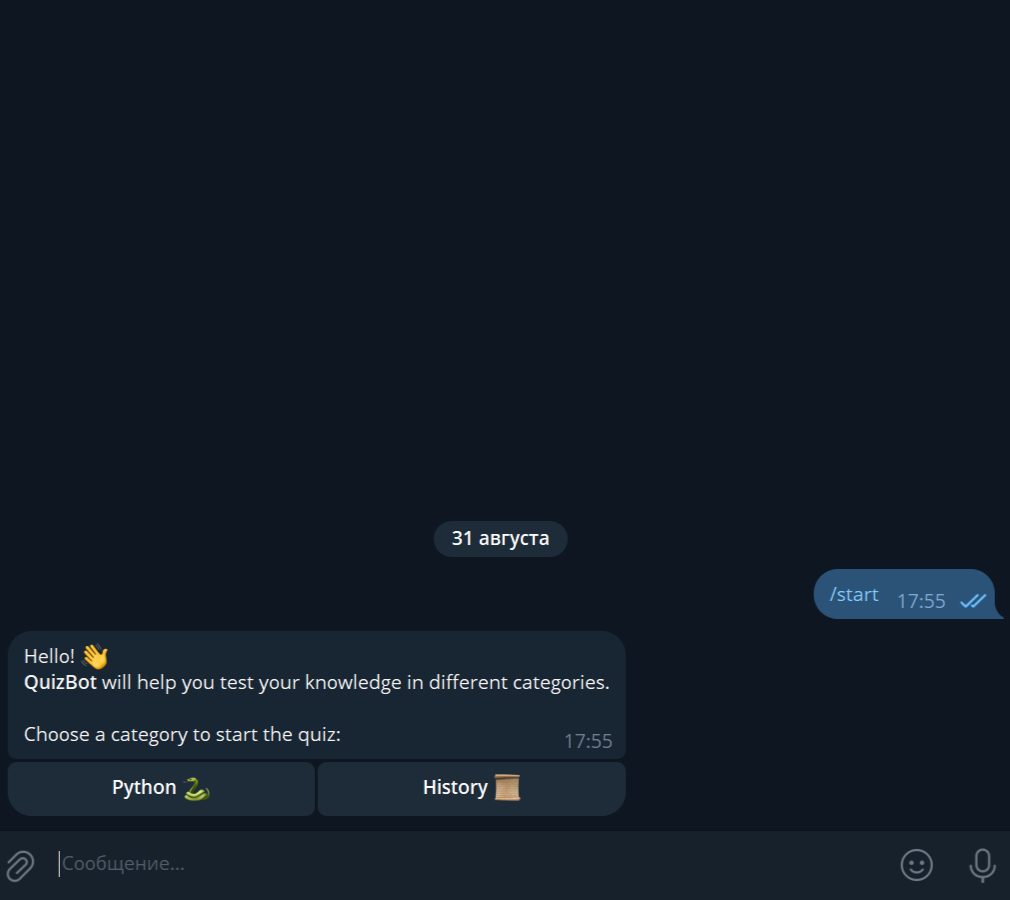 31 августа
/start 17:55
Hello! 👋
QuizBot will help you test your knowledge in different categories.
Choose a category to start the quiz:
17:55
Python 🐍
History 📜
Сообщение...